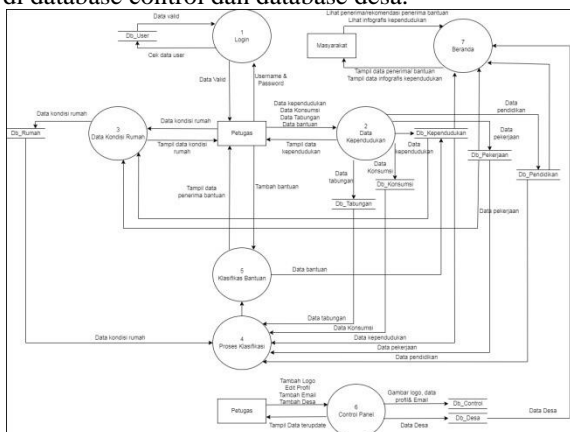 di database control dan database desa.
Data valid
Db_User
Cek data user
1
Login
Lihat penerima/rekomendasi penerima bantuan
Lihat infografis kependudukan
Masyarakat
7
Beranda
Tampil data penerimai bantuan
Tampil data infografis kependudukan
Data Valid
Username &
Password
Data kondisi rumah
Db_Rumah
3
Data Kondisi Rumah
Data kondisi rumah
Tampil data kondisi
rumah
Petugas
Data kependudukan
Data Konsumsi
Data Tabungan
Data bantuan
Tampil data
kependudukan
2
Data
Kependudukan
Data
kependudukan
Db_Kependudukan
Data
pekerjaan
Db_Pekerjaan
Data
pendidikan
Db_Pendidikan
Data
tabungan
Db_Tabungan
Data
Konsumsi
Db_Konsumsi
Tampil data
penerima bantuan
Tambah bantuan
Data pekerjaan
5
Klasifikas Bantuan
Data bantuan
4
Proses Klasifikasi
Data kondisi rumah
Data tabungan
Data Konsumsi
Data kependudukan
Data pekerjaan
Data pendidikan
Petugas
Tambah Logo
Edit Profil
Tambah Email
Tambah Desa
Tampil Data terupdate
6
Control Panel
Gambar logo, data
profil& Email
Db_Control
Db_Desa
Data Desa
Data Desa